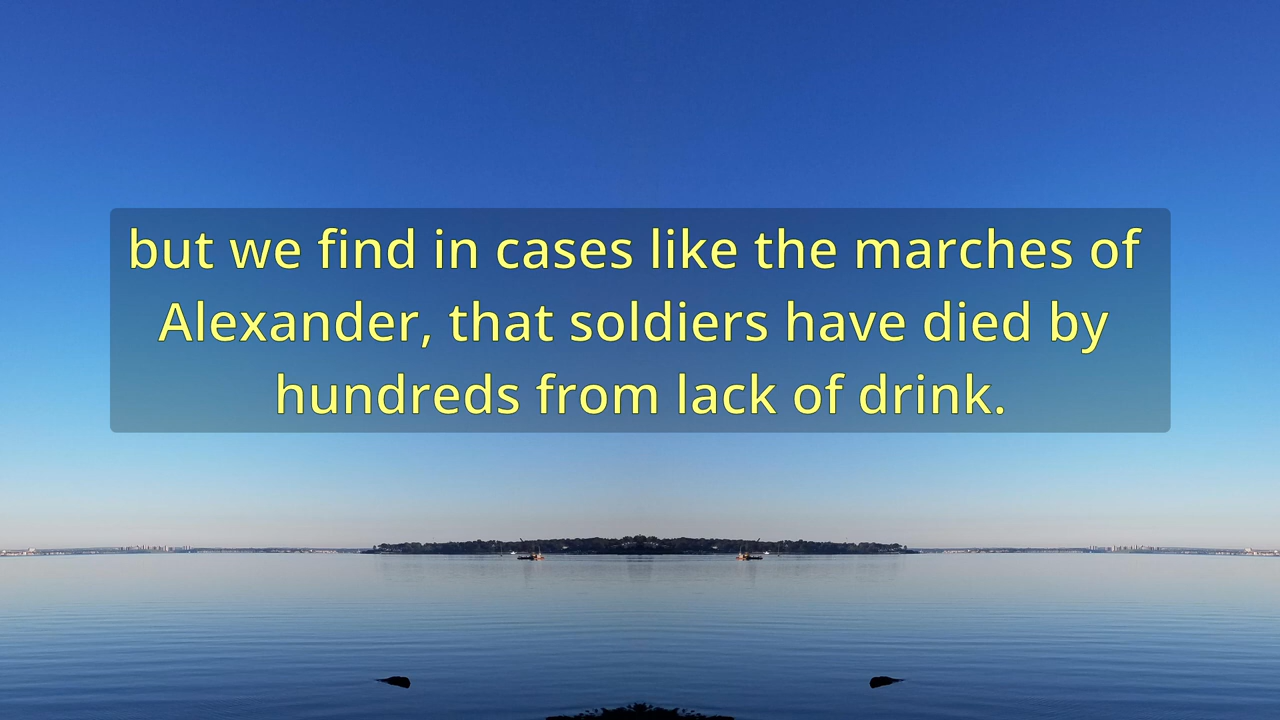 but we find in cases like the marches of
Alexander, that soldiers have died by
hundreds from lack of drink.